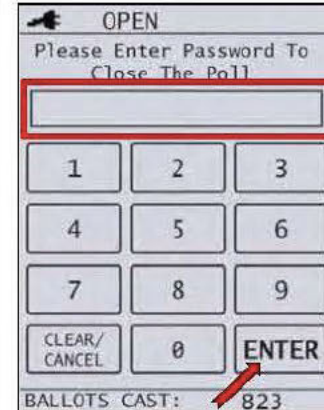 OPEN
Please Enter Password To
Close The Poll
1 2 3
4 5 6
7 8 9
CLEAR/
CANCEL 0 ENTER
BALLOTS CAST: 823